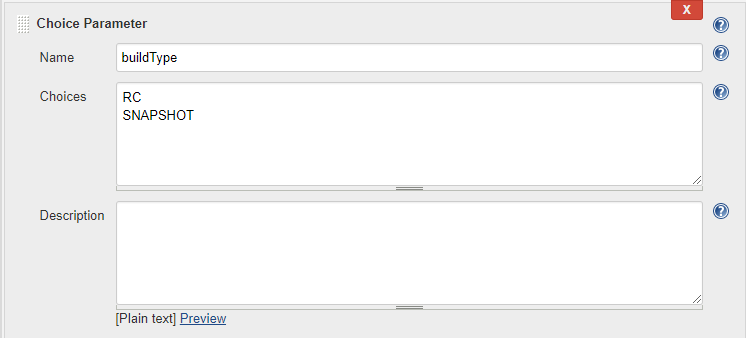 X
Choice Parameter
?
Name buildType ?
Choices RC ?
SNAPSHOT
Description ?
[Plain text] Preview